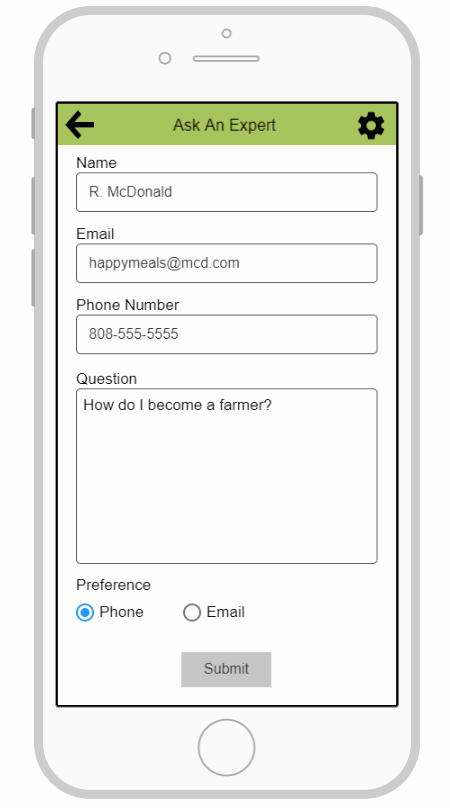 Ask An Expert
Name
R. McDonald
Email
happymeals@mcd.com
Phone Number
808-555-5555
Question
How do I become a farmer?
Preference
Phone Email
Submit